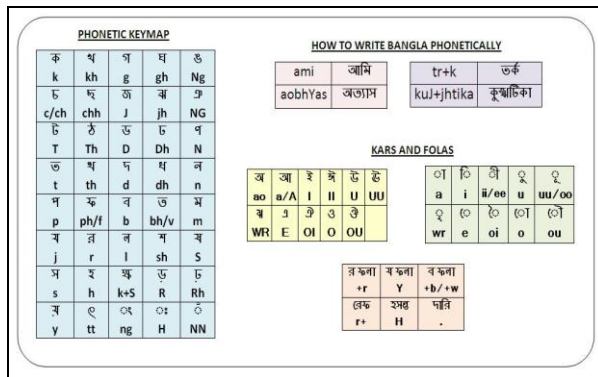 PHONETIC KEYMAP
ক খ গ ঘ ঙ
k kh g gh Ng
চ ছ জ ঝ ঞ
c/ch chh J jh NG
ট ঠ ড ঢ ণ
T Th D Dh N
ত থ দ ধ ন
t th d dh n
প ফ ব ভ ম
p ph/f b bh/v m
য র ল শ ষ
j r l sh S
স হ ক্ষ ড় ঢ়
s h k+S R Rh
য় ৎ ং ঃ ঁ
y tt ng H NN
HOW TO WRITE BANGLA PHONETICALLY
ami আমি tr+k তর্ক
aobhYas অভ্যাস kuJ+jhtika কুজ্ঝটিকা
KARS AND FOLAS
অ আ ই ঈ উ ঊ
ao a/A I II U UU
ঋ এ ঐ ও ঔ
WR E OI O OU
া ি ী ু ূ
a i ii/ee u uu/oo
ৃ ে ৈ ো ৌ
wr e oi o ou
র ফলা য ফলা ব ফলা
+r Y +b/+w
রেফ হসন্ত দারি
r+ H .